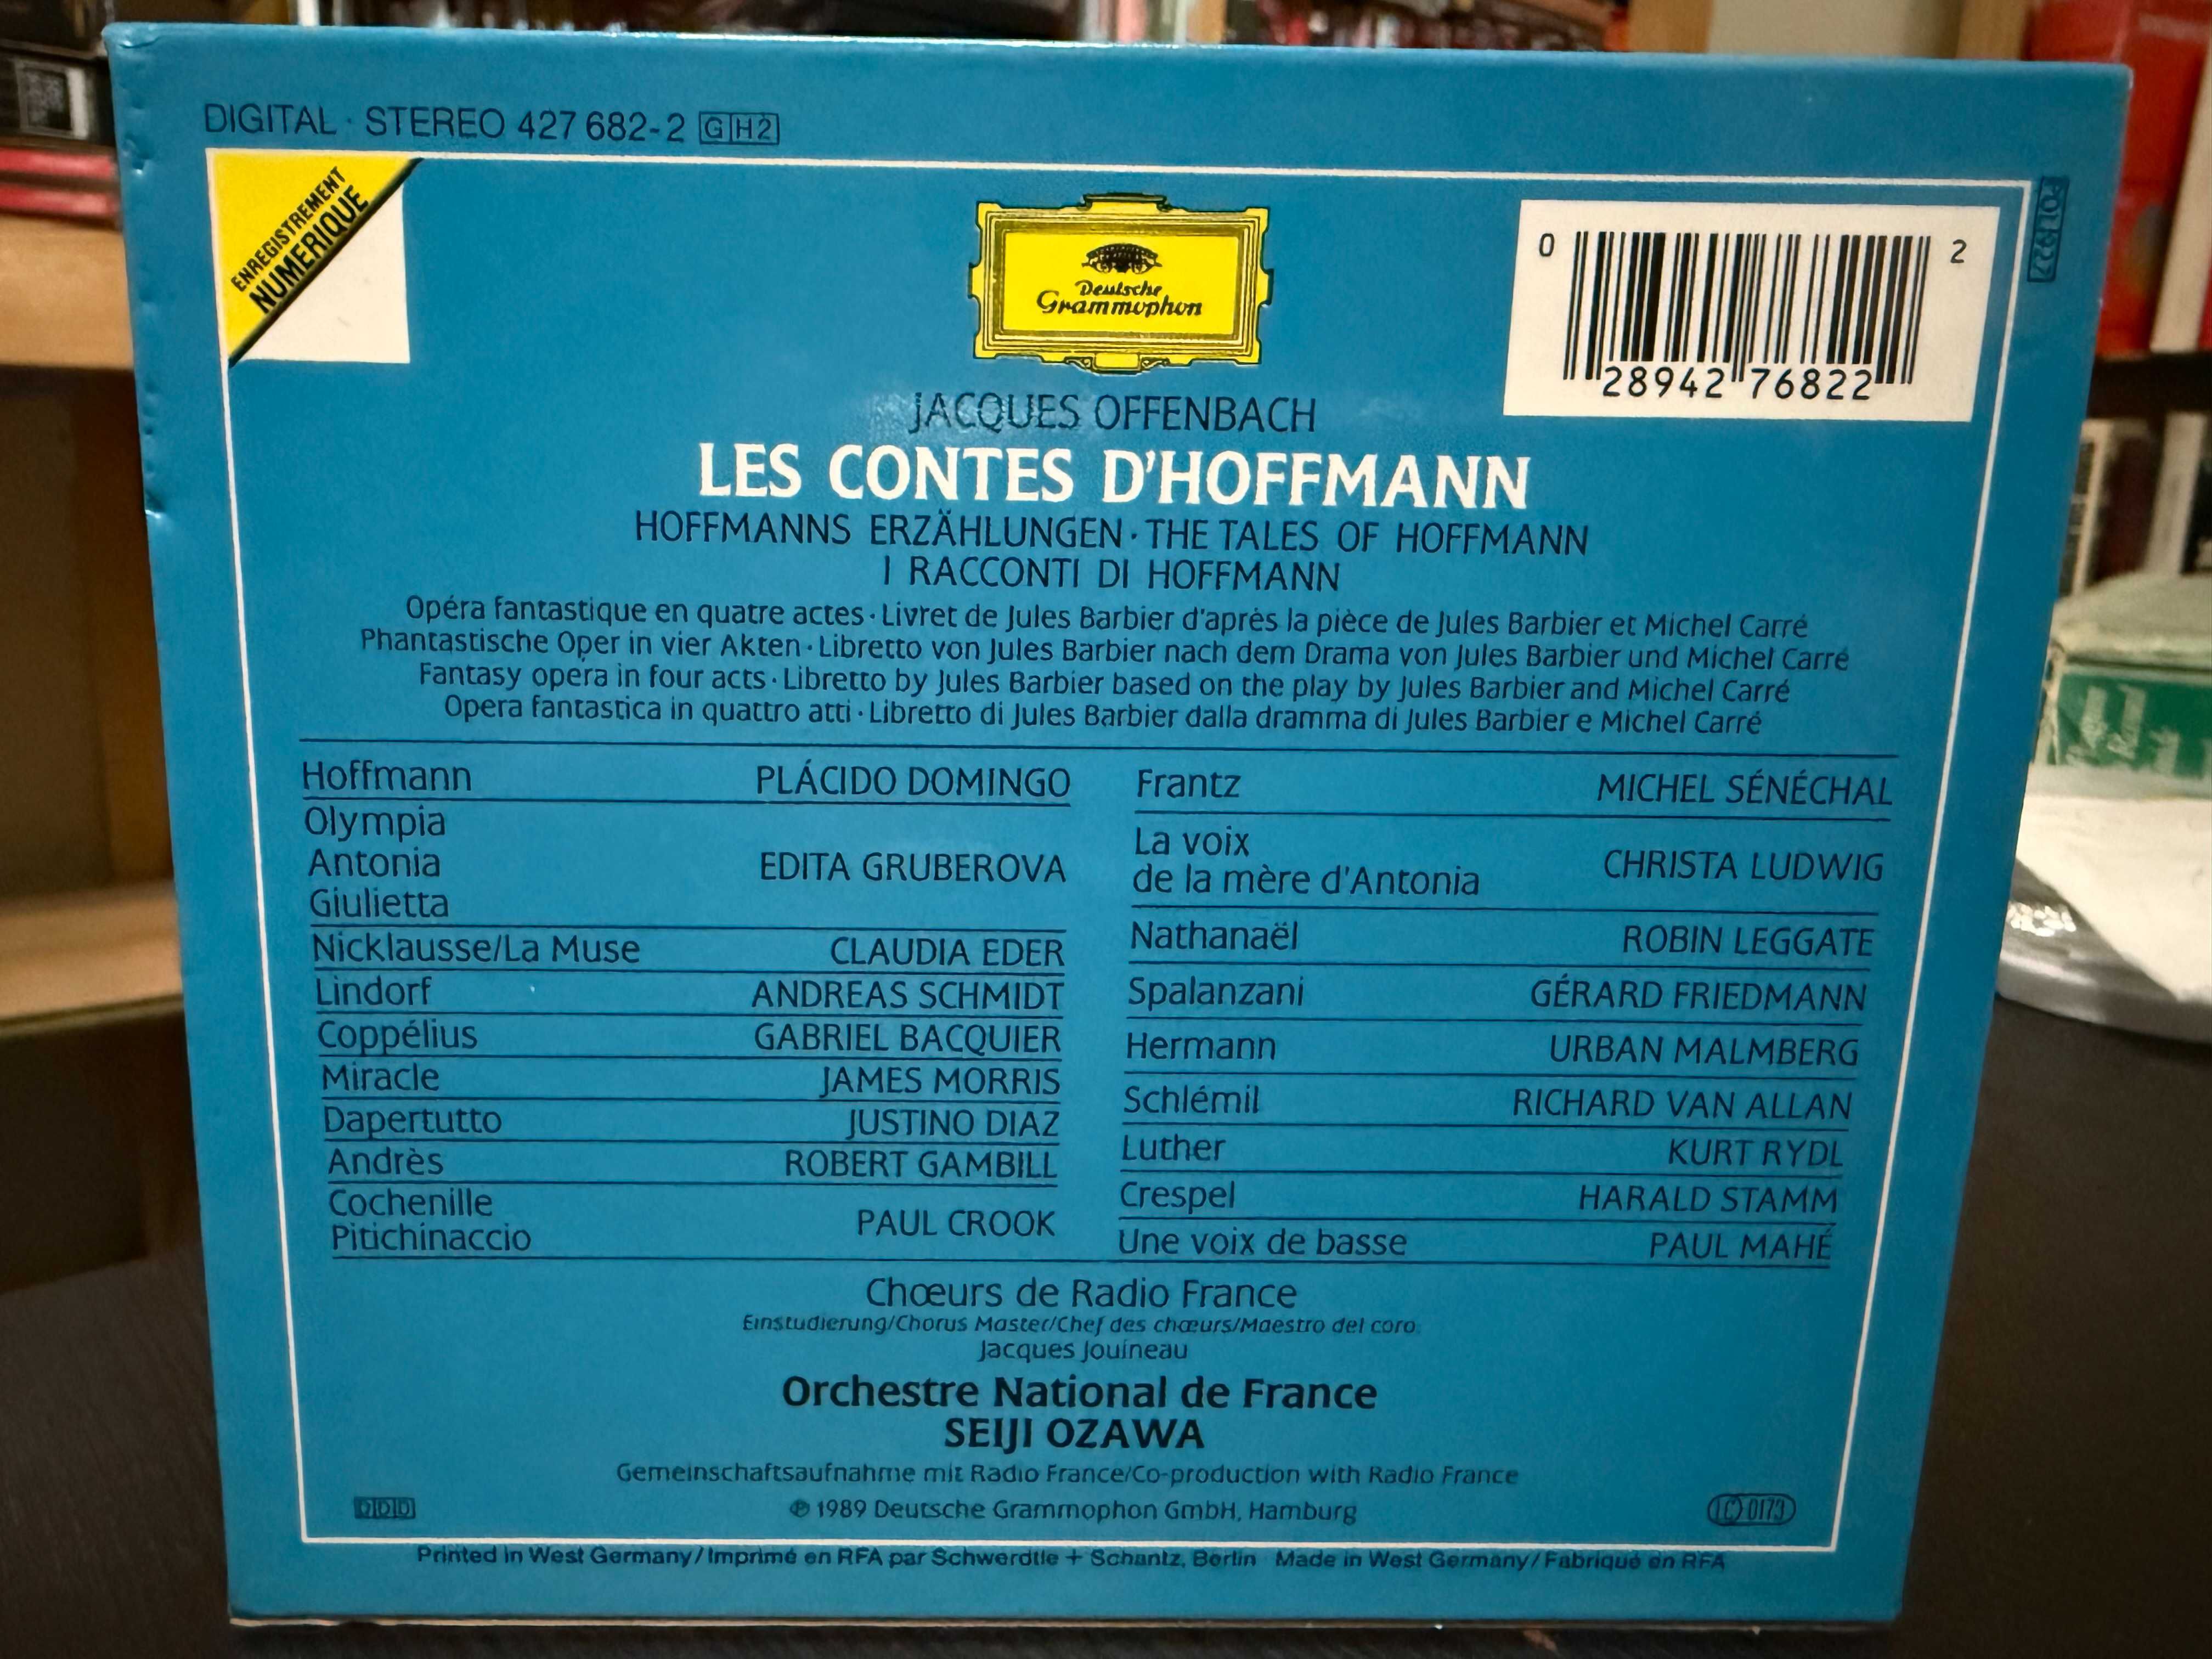 DIGITAL · STEREO 427 682-2 GH2
ENREGISTREMENT
NUMERIQUE
Deutsche
Grammophon
0 2
28942 76822
JACQUES OFFENBACH
LES CONTES D'HOFFMANN
HOFFMANNS ERZÄHLUNGEN · THE TALES OF HOFFMANN
I RACCONTI DI HOFFMANN
Opéra fantastique en quatre actes · Livret de Jules Barbier d'après la pièce de Jules Barbier et Michel Carré
Phantastische Oper in vier Akten · Libretto von Jules Barbier nach dem Drama von Jules Barbier und Michel Carré
Fantasy opera in four acts · Libretto by Jules Barbier based on the play by Jules Barbier and Michel Carré
Opera fantastica in quattro atti · Libretto di Jules Barbier dalla dramma di Jules Barbier e Michel Carré
Hoffmann PLÁCIDO DOMINGO
Olympia
Antonia EDITA GRUBEROVA
Giulietta
Nicklausse/La Muse CLAUDIA EDER
Lindorf ANDREAS SCHMIDT
Coppélius GABRIEL BACQUIER
Miracle JAMES MORRIS
Dapertutto JUSTINO DIAZ
Andrès ROBERT GAMBILL
Cochenille
Pitichinaccio PAUL CROOK
Frantz MICHEL SÉNÉCHAL
La voix
de la mère d'Antonia CHRISTA LUDWIG
Nathanaël ROBIN LEGGATE
Spalanzani GÉRARD FRIEDMANN
Hermann URBAN MALMBERG
Schlémil RICHARD VAN ALLAN
Luther KURT RYDL
Crespel HARALD STAMM
Une voix de basse PAUL MAHÉ
Chœurs de Radio France
Einstudierung/Chorus Master/Chef des chœurs/Maestro del coro:
Jacques Jouineau
Orchestre National de France
SEIJI OZAWA
Gemeinschaftsaufnahme mit Radio France/Co-production with Radio France
DDD
℗ 1989 Deutsche Grammophon GmbH, Hamburg
LC 0173
Printed in West Germany/Imprimé en RFA par Schwerdtle + Schantz, Berlin Made in West Germany/Fabriqué en RFA